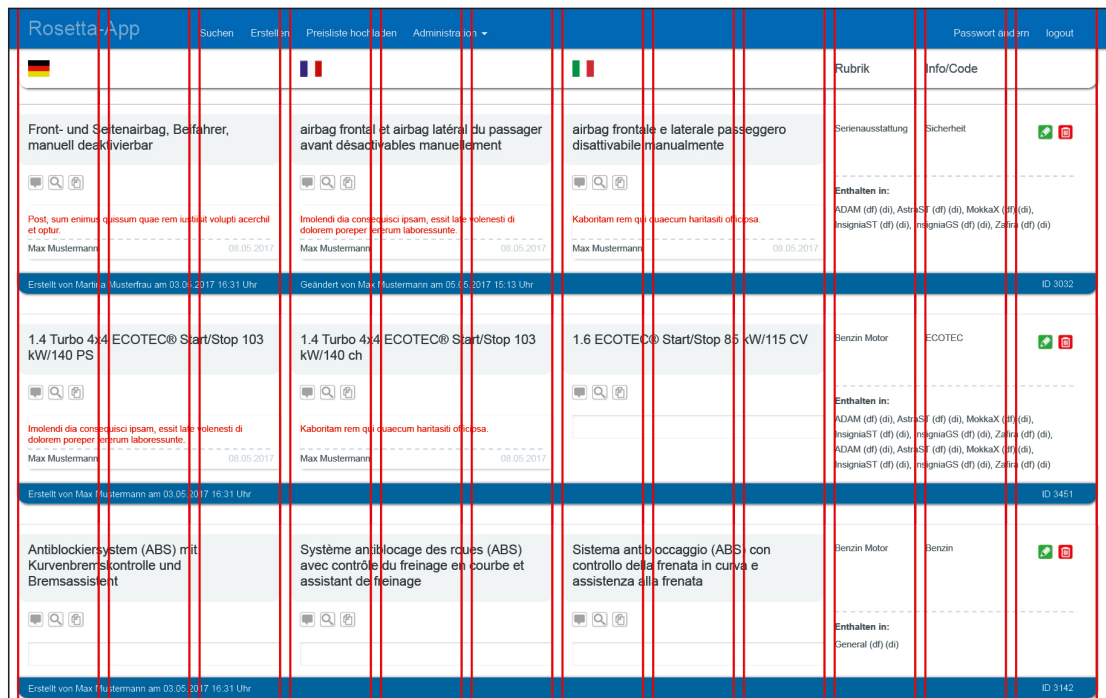 Rosetta-App Suchen Erstellen Preisliste hochladen Administration Passwort ändern logout
Rubrik Info/Code
Front- und Seitenairbag, Beifahrer,
manuell deaktivierbar
airbag frontal et airbag latéral du passager
avant désactivables manuellement
airbag frontale e laterale passeggero
disattivabile manualmente
Serienausstattung Sicherheit
Post, sum enimus quissum quae rem iustiisit volupti acerchil
et optur.
Max Mustermann 08.05.2017
Imolendi dia consequisci ipsam, essit late volenesti di
dolorem poreper fererum laboressunte.
Max Mustermann 08.05.2017
Kaboritam rem qui quaecum haritasiti officiosa.
Max Mustermann 08.05.2017
Enthalten in:
ADAM (df) (di), AstraST (df) (di), MokkaX (df) (di),
InsigniaST (df) (di), InsigniaGS (df) (di), Zafira (df) (di)
Erstellt von Martina Musterfrau am 03.05.2017 16:31 Uhr Geändert von Max Mustermann am 05.05.2017 15:13 Uhr ID 3032
1.4 Turbo 4x4 ECOTEC® Start/Stop 103
kW/140 PS
1.4 Turbo 4x4 ECOTEC® Start/Stop 103
kW/140 ch
1.6 ECOTEC® Start/Stop 85 kW/115 CV
Benzin Motor ECOTEC
Imolendi dia consequisci ipsam, essit late volenesti di
dolorem poreper fererum laboressunte.
Max Mustermann 08.05.2017
Kaboritam rem qui quaecum haritasiti officiosa.
Max Mustermann 08.05.2017
Enthalten in:
ADAM (df) (di), AstraST (df) (di), MokkaX (df) (di),
InsigniaST (df) (di), InsigniaGS (df) (di), Zafira (df) (di),
ADAM (df) (di), AstraST (df) (di), MokkaX (df) (di),
InsigniaST (df) (di), InsigniaGS (df) (di), Zafira (df) (di)
Erstellt von Max Mustermann am 03.05.2017 16:31 Uhr ID 3451
Antiblockiersystem (ABS) mit
Kurvenbremskontrolle und
Bremsassistent
Système antiblocage des roues (ABS)
avec contrôle du freinage en courbe et
assistant de freinage
Sistema antibloccaggio (ABS) con
controllo della frenata in curva e
assistenza alla frenata
Benzin Motor Benzin
Enthalten in:
General (df) (di)
Erstellt von Max Mustermann am 03.05.2017 16:31 Uhr ID 3142